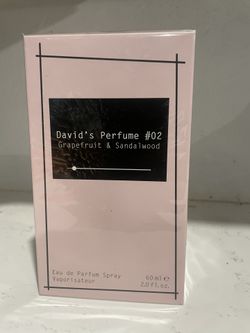 David's Perfume #02
Grapefruit & Sandalwood
Eau de Parfum Spray
Vaporisateur
60 ml ℮
2.0 fl.oz.